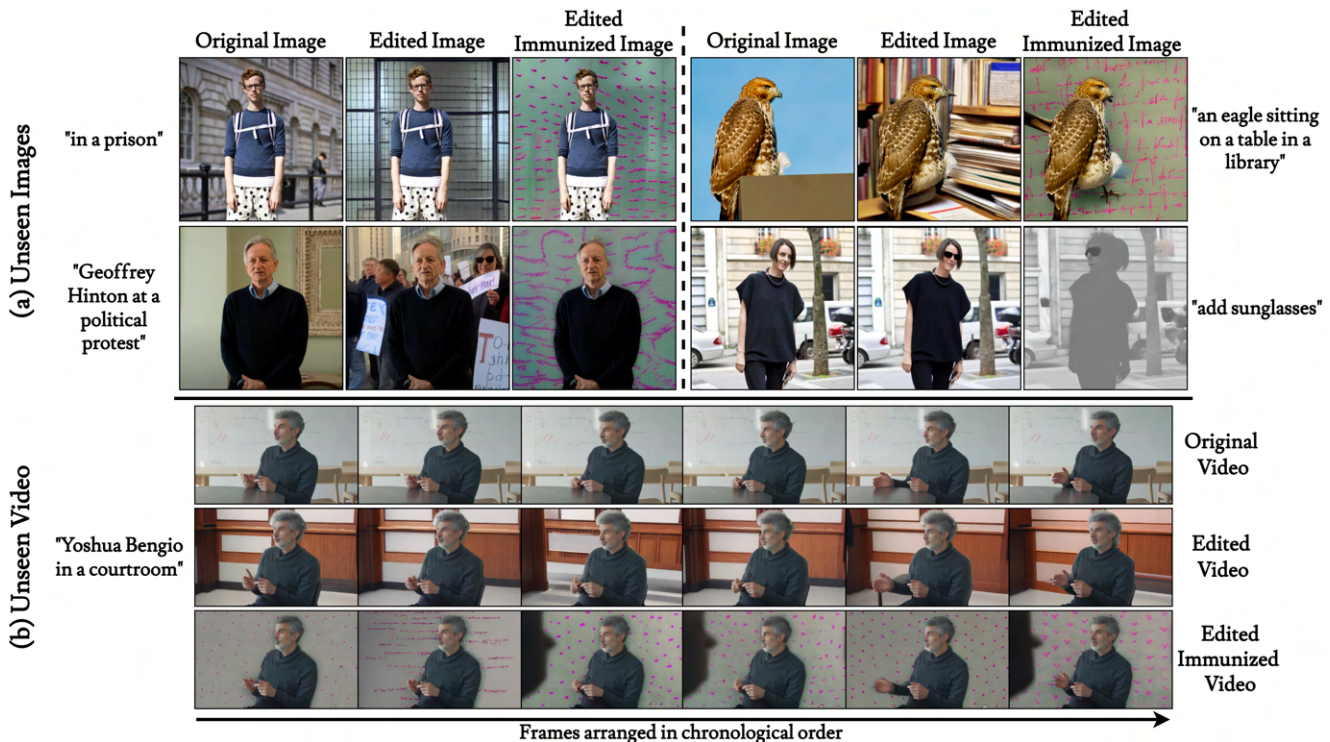 Original Image
Edited Image
Edited
Immunized Image
Original Image
Edited Image
Edited
Immunized Image
(a) Unseen Images
"in a prison"
"an eagle sitting
on a table in a
library"
"Geoffrey
Hinton at a
political
protest"
"add sunglasses"
(b) Unseen Video
"Yoshua Bengio
in a courtroom"
Original
Video
Edited
Video
Edited
Immunized
Video
Frames arranged in chronological order